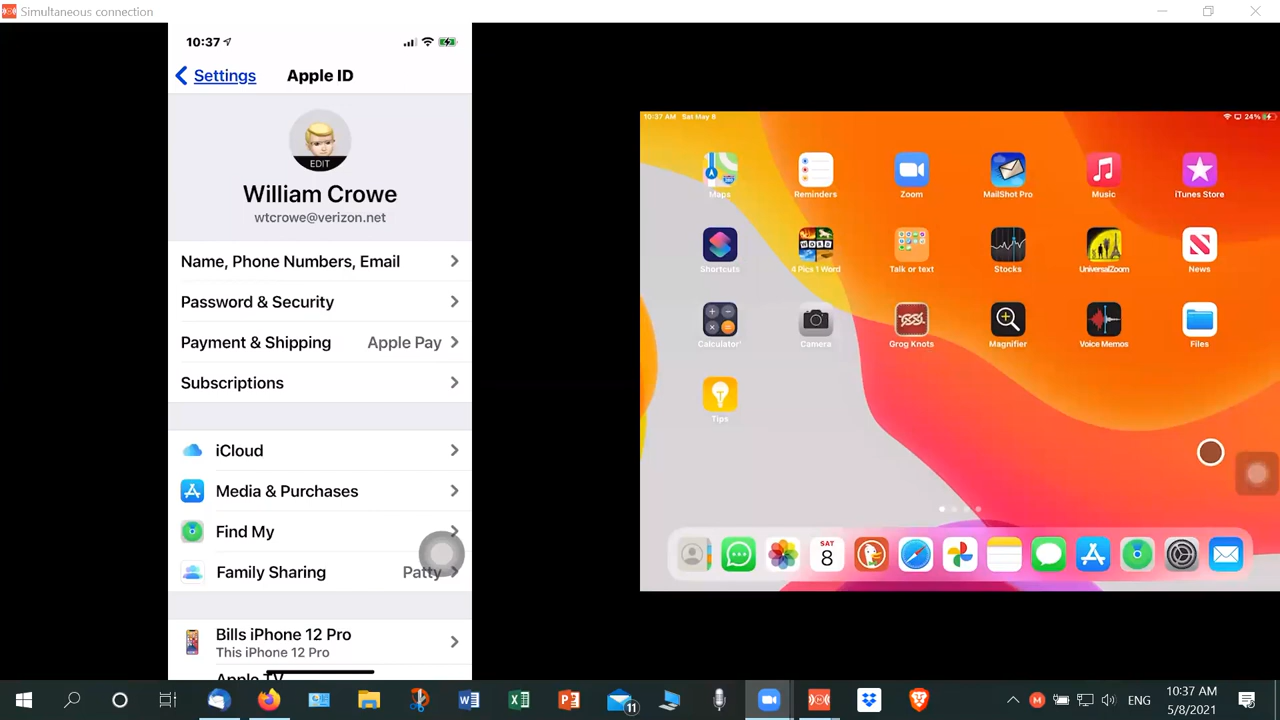 Simultaneous connection
10:37
Settings
Apple ID
EDIT
William Crowe
wtcrowe@verizon.net
Name, Phone Numbers, Email
Password & Security
Payment & Shipping Apple Pay
Subscriptions
iCloud
Media & Purchases
Find My
Family Sharing Patty
Bills iPhone 12 Pro
This iPhone 12 Pro
Apple TV
10:37 AM Sat May 8
24%
Maps Reminders Zoom MailShot Pro Music iTunes Store
Shortcuts 4 Pics 1 Word Talk or text Stocks UniversalZoom News
Calculator⁺ Camera Grog Knots Magnifier Voice Memos Files
Tips
SAT
8
11
ENG
10:37 AM
5/8/2021